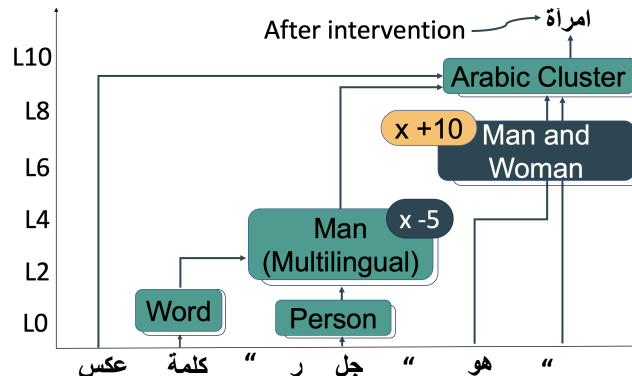 امرأة
After intervention
L10
Arabic Cluster
L8
x +10
Man and
Woman
L6
L4
x -5
Man
(Multilingual)
L2
Word
Person
L0
عكس كلمة “ ر جل “ هو “